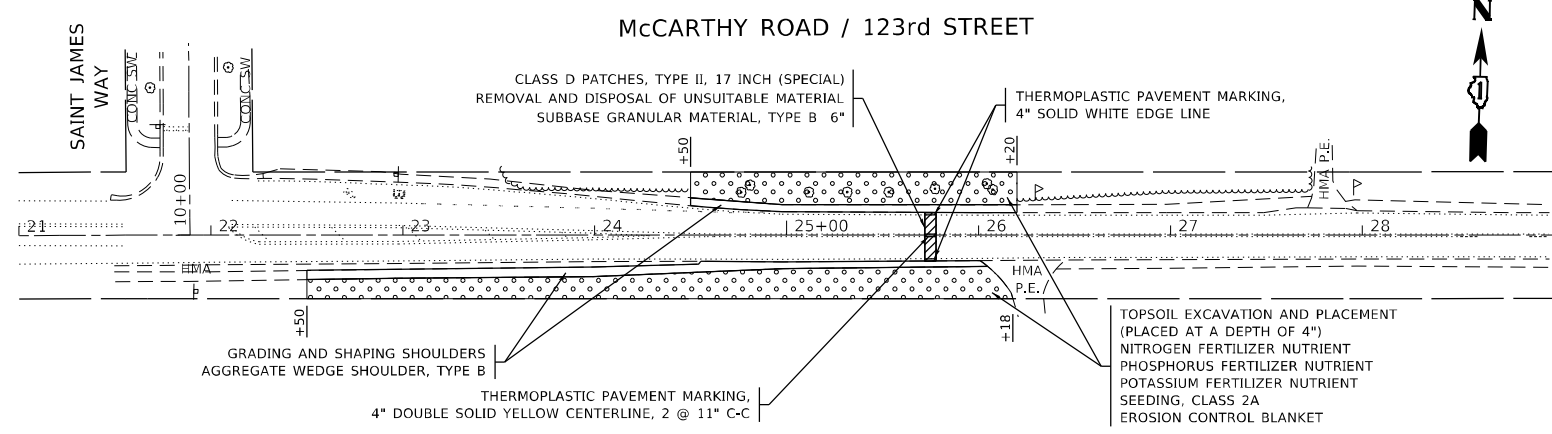 McCARTHY ROAD / 123rd STREET
N
1
SAINT JAMES
WAY
CONC SW
CONC SW
CLASS D PATCHES, TYPE II, 17 INCH (SPECIAL)
REMOVAL AND DISPOSAL OF UNSUITABLE MATERIAL
SUBBASE GRANULAR MATERIAL, TYPE B 6"
THERMOPLASTIC PAVEMENT MARKING,
4" SOLID WHITE EDGE LINE
+50
+20
HMA
P.E.
P
P
10+00
21
22
23
24
25+00
26
27
28
HMA
P
HMA
P.E.
+50
+18
GRADING AND SHAPING SHOULDERS
AGGREGATE WEDGE SHOULDER, TYPE B
THERMOPLASTIC PAVEMENT MARKING,
4" DOUBLE SOLID YELLOW CENTERLINE, 2 @ 11" C-C
TOPSOIL EXCAVATION AND PLACEMENT
(PLACED AT A DEPTH OF 4")
NITROGEN FERTILIZER NUTRIENT
PHOSPHORUS FERTILIZER NUTRIENT
POTASSIUM FERTILIZER NUTRIENT
SEEDING, CLASS 2A
EROSION CONTROL BLANKET